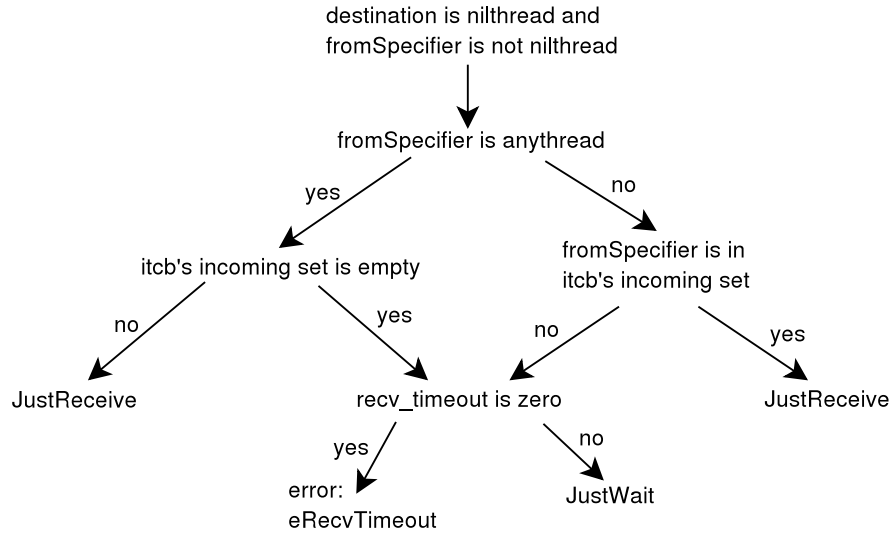 destination is nilthread and
fromSpecifier is not nilthread
fromSpecifier is anythread
yes
no
itcb's incoming set is empty
fromSpecifier is in
itcb's incoming set
no
yes
no
yes
JustReceive
recv_timeout is zero
JustReceive
yes
no
error:
eRecvTimeout
JustWait